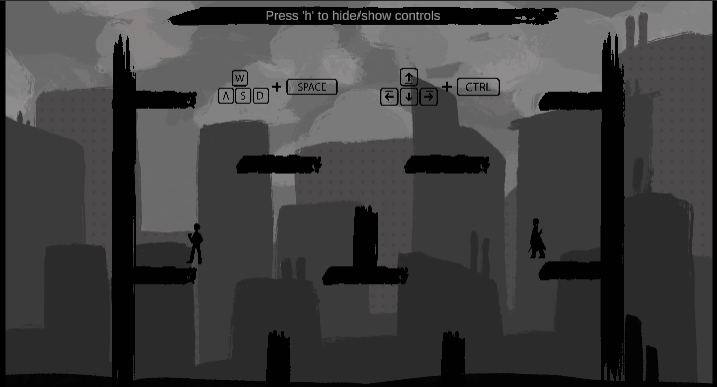 Press 'h' to hide/show controls
W
A S D + SPACE
↑
← ↓ → + CTRL